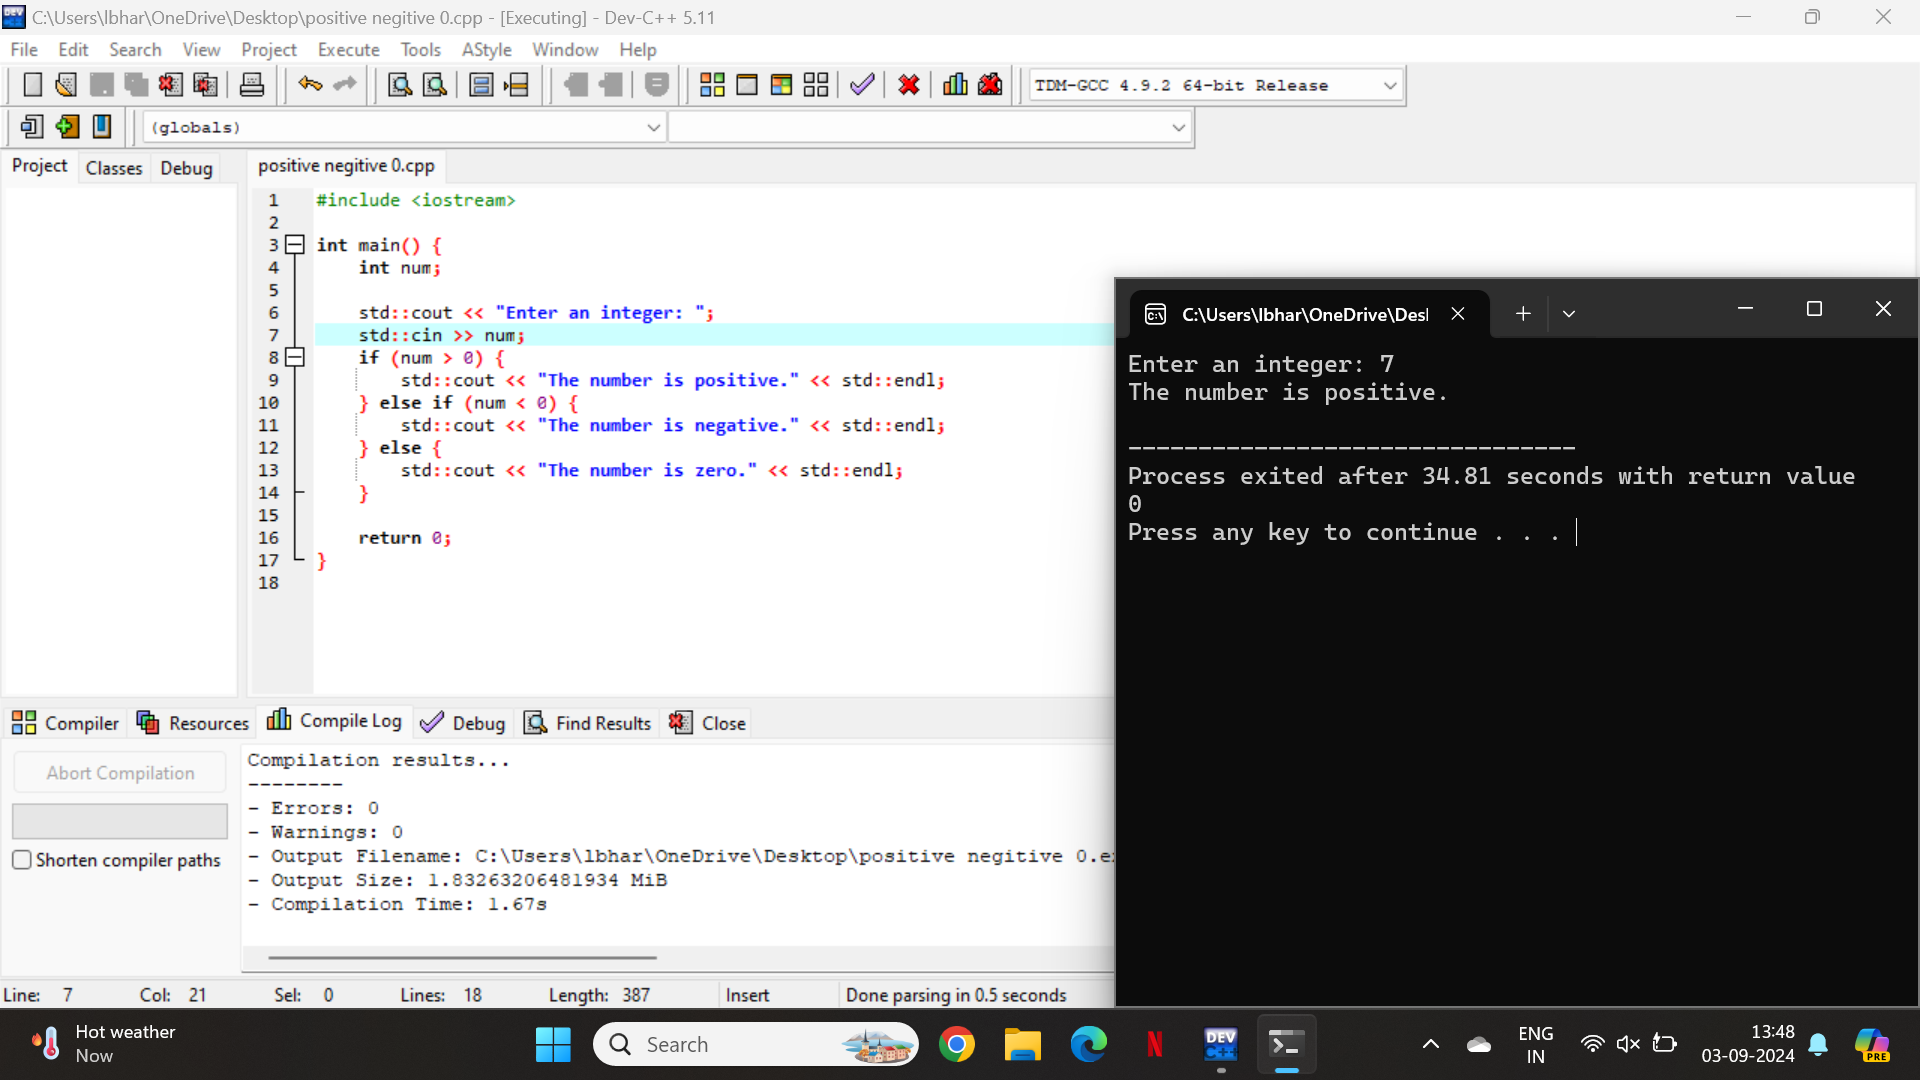 C:\Users\lbhar\OneDrive\Desktop\positive negitive 0.cpp - [Executing] - Dev-C++ 5.11
File Edit Search View Project Execute Tools AStyle Window Help
TDM-GCC 4.9.2 64-bit Release
(globals)
Project Classes Debug
positive negitive 0.cpp
1 #include <iostream>
2
3 int main() {
4 int num;
5
6 std::cout << "Enter an integer: ";
7 std::cin >> num;
8 if (num > 0) {
9 std::cout << "The number is positive." << std::endl;
10 } else if (num < 0) {
11 std::cout << "The number is negative." << std::endl;
12 } else {
13 std::cout << "The number is zero." << std::endl;
14 }
15
16 return 0;
17 }
18
C:\Users\lbhar\OneDrive\Des
Enter an integer: 7
The number is positive.
--------------------------------
Process exited after 34.81 seconds with return value
0
Press any key to continue . . .
Compiler Resources Compile Log Debug Find Results Close
Abort Compilation
Shorten compiler paths
Compilation results...
--------
- Errors: 0
- Warnings: 0
- Output Filename: C:\Users\lbhar\OneDrive\Desktop\positive negitive 0.e
- Output Size: 1.83263206481934 MiB
- Compilation Time: 1.67s
Line: 7 Col: 21 Sel: 0 Lines: 18 Length: 387 Insert Done parsing in 0.5 seconds
Hot weather
Now
Search
DEV
C++
ENG
IN
13:48
03-09-2024
PRE